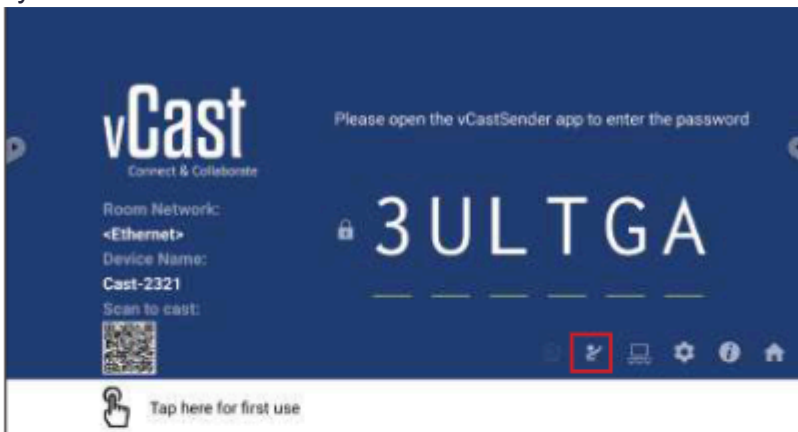 vCast
Connect & Collaborate
Please open the vCastSender app to enter the password
Room Network:
<Ethernet>
Device Name:
Cast-2321
Scan to cast:
3ULTGA
Tap here for first use